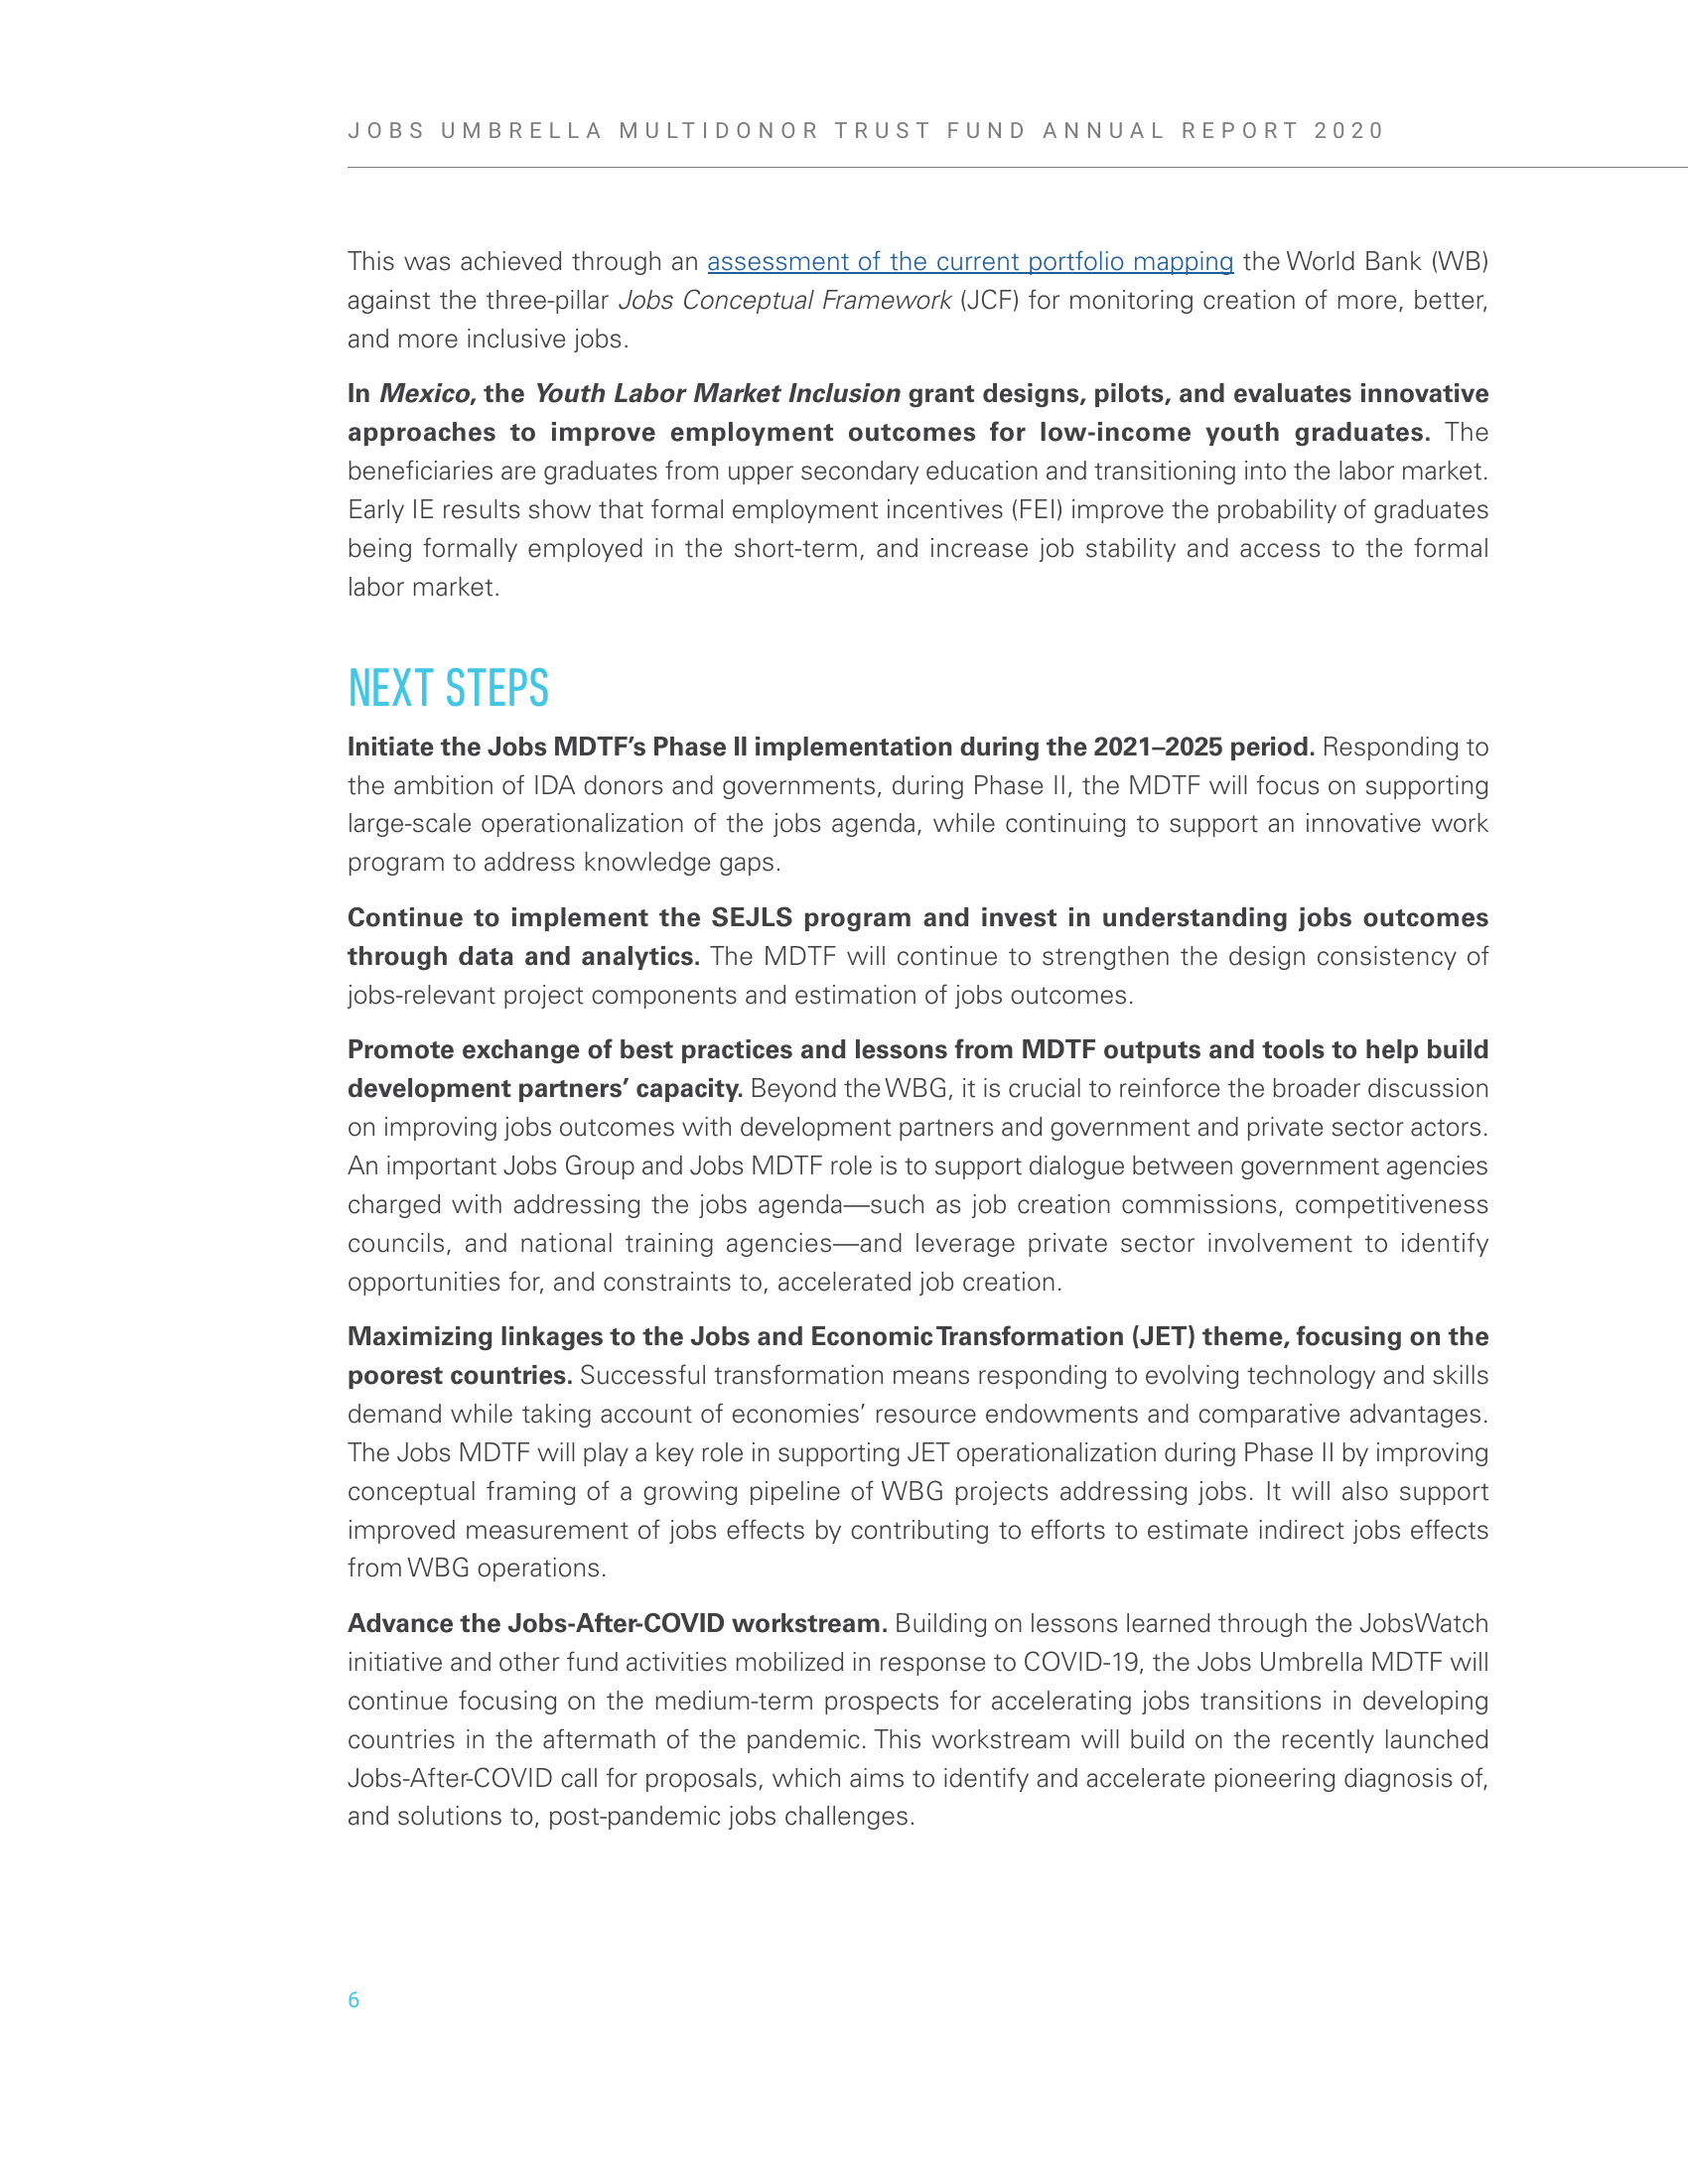 JOBS UMBRELLA MULTIDONOR TRUST FUND ANNUAL REPORT 2020
This was achieved through an assessment of the current portfolio mapping the World Bank (WB)
against the three-pillar Jobs Conceptual Framework (JCF) for monitoring creation of more, better,
and more inclusive jobs.
In Mexico, the Youth Labor Market Inclusion grant designs, pilots, and evaluates innovative
approaches to improve employment outcomes for low-income youth graduates. The
beneficiaries are graduates from upper secondary education and transitioning into the labor market.
Early IE results show that formal employment incentives (FEI) improve the probability of graduates
being formally employed in the short-term, and increase job stability and access to the formal
labor market.
NEXT STEPS
Initiate the Jobs MDTF’s Phase II implementation during the 2021–2025 period. Responding to
the ambition of IDA donors and governments, during Phase II, the MDTF will focus on supporting
large-scale operationalization of the jobs agenda, while continuing to support an innovative work
program to address knowledge gaps.
Continue to implement the SEJLS program and invest in understanding jobs outcomes
through data and analytics. The MDTF will continue to strengthen the design consistency of
jobs-relevant project components and estimation of jobs outcomes.
Promote exchange of best practices and lessons from MDTF outputs and tools to help build
development partners’ capacity. Beyond the WBG, it is crucial to reinforce the broader discussion
on improving jobs outcomes with development partners and government and private sector actors.
An important Jobs Group and Jobs MDTF role is to support dialogue between government agencies
charged with addressing the jobs agenda—such as job creation commissions, competitiveness
councils, and national training agencies—and leverage private sector involvement to identify
opportunities for, and constraints to, accelerated job creation.
Maximizing linkages to the Jobs and Economic Transformation (JET) theme, focusing on the
poorest countries. Successful transformation means responding to evolving technology and skills
demand while taking account of economies’ resource endowments and comparative advantages.
The Jobs MDTF will play a key role in supporting JET operationalization during Phase II by improving
conceptual framing of a growing pipeline of WBG projects addressing jobs. It will also support
improved measurement of jobs effects by contributing to efforts to estimate indirect jobs effects
from WBG operations.
Advance the Jobs-After-COVID workstream. Building on lessons learned through the JobsWatch
initiative and other fund activities mobilized in response to COVID-19, the Jobs Umbrella MDTF will
continue focusing on the medium-term prospects for accelerating jobs transitions in developing
countries in the aftermath of the pandemic. This workstream will build on the recently launched
Jobs-After-COVID call for proposals, which aims to identify and accelerate pioneering diagnosis of,
and solutions to, post-pandemic jobs challenges.
6